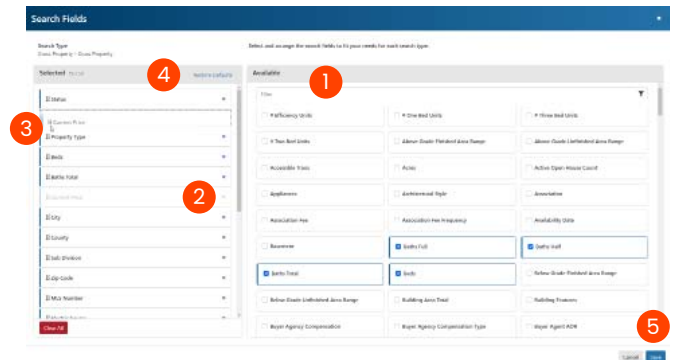 Search Fields
Search Type
Cross Property - Cross Property
Select and arrange the search fields to fit your needs for each search type.
Selected
4
Restore Defaults
Available
1
Filter
Status
Current Price
3
Property Type
Beds
Baths Total
Current Price
2
City
County
Sub Division
Zip Code
MLS Number
Clear All
# Efficiency Units
# One Bed Units
# Three Bed Units
# Two Bed Units
Above Grade Finished Area Range
Above Grade Unfinished Area Range
Accessible Trans
Acres
Active Open House Count
Appliances
Architectural Style
Association
Association Fee
Association Fee Frequency
Availability Date
Basement
Baths Full
Baths Half
Baths Total
Beds
Below Grade Finished Area Range
Below Grade Unfinished Area Range
Building Area Total
Building Features
Buyer Agency Compensation
Buyer Agency Compensation Type
Buyer Agent AOR
5
Cancel
Save